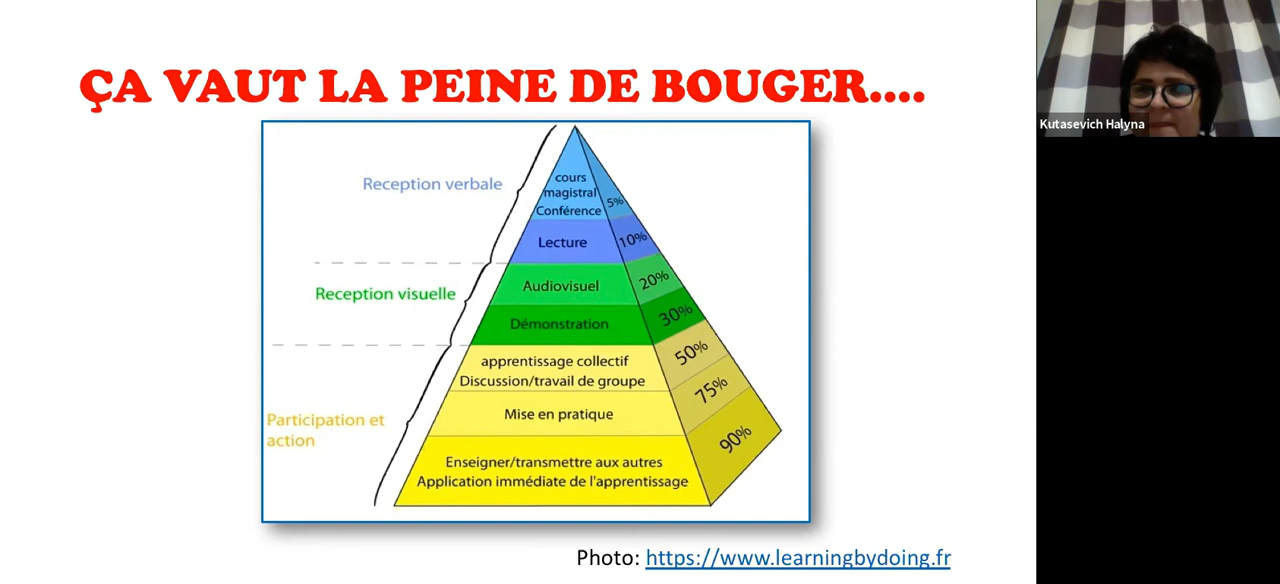 ÇA VAUT LA PEINE DE BOUGER....
Kutasevich Halyna
Reception verbale
cours
magistral
Conférence
5%
Lecture
10%
Reception visuelle
Audiovisuel
20%
Démonstration
30%
apprentissage collectif
Discussion/travail de groupe
50%
Mise en pratique
75%
Participation et
action
Enseigner/transmettre aux autres
Application immédiate de l'apprentissage
90%
Photo: https://www.learningbydoing.fr